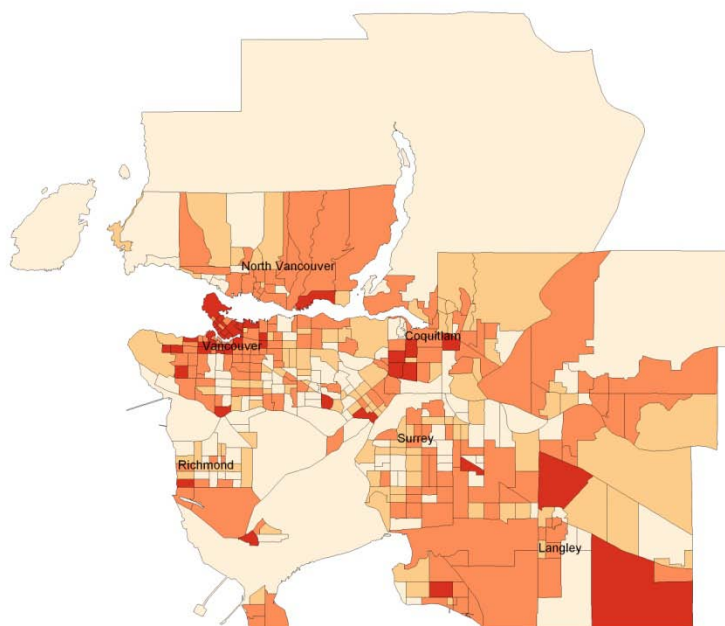 North Vancouver
Vancouver
Coquitlam
Surrey
Richmond
Langley